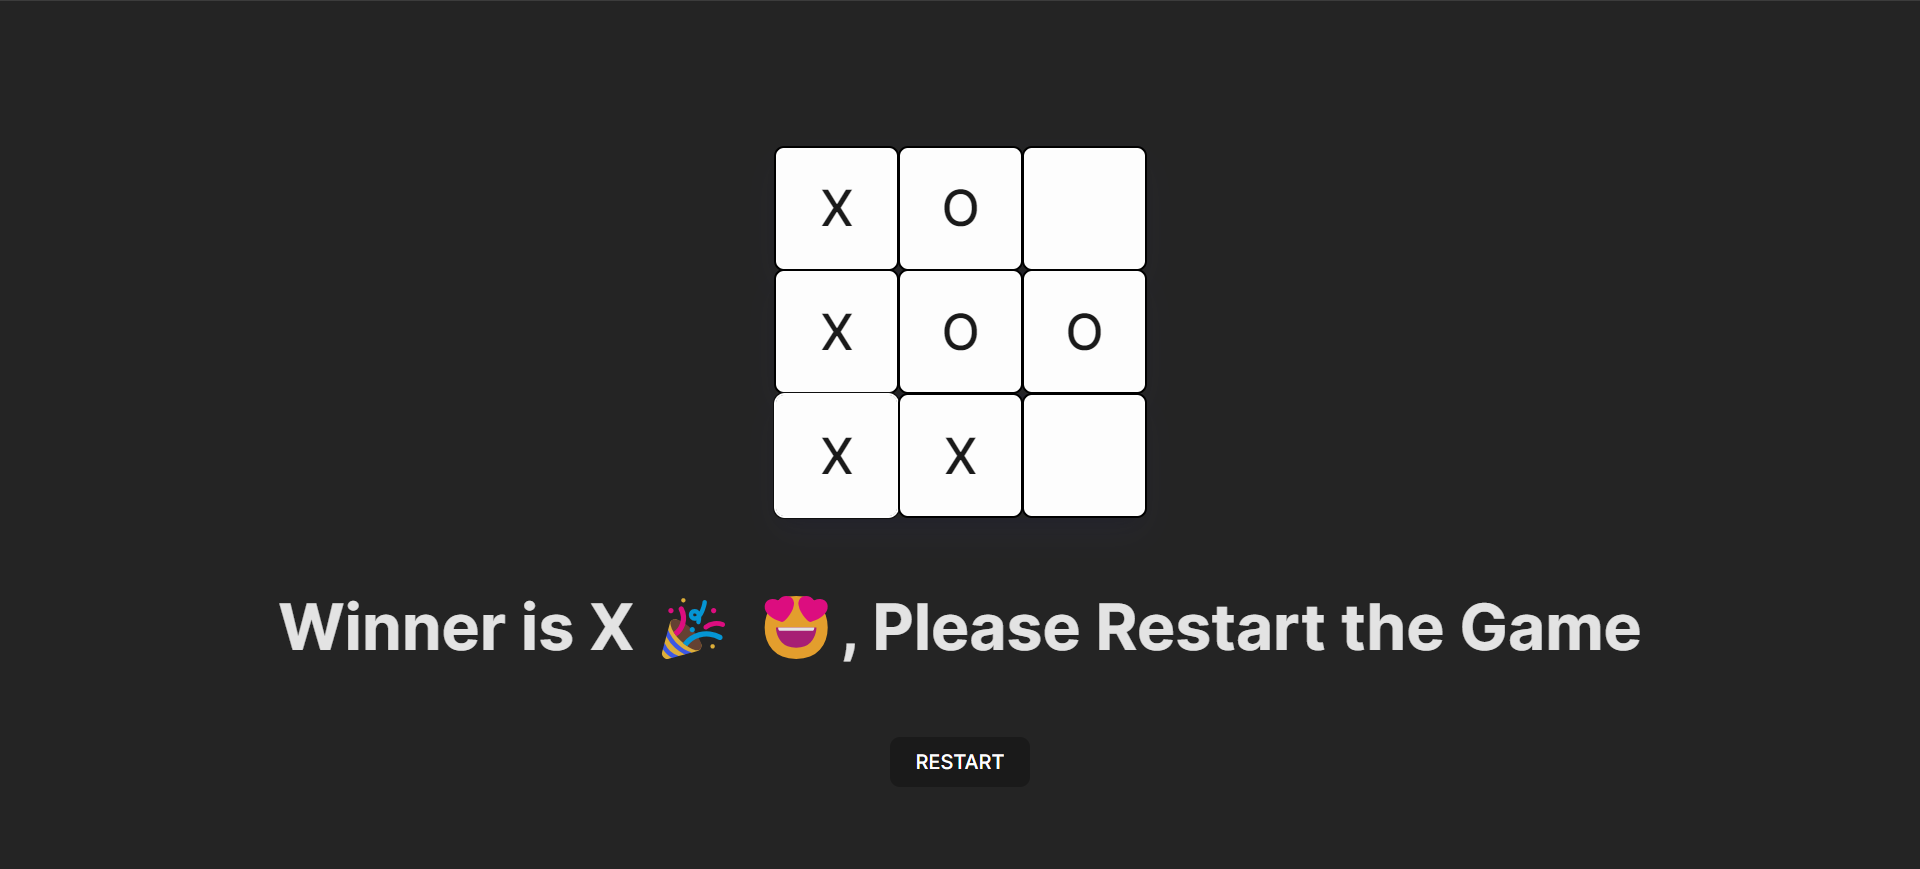 X O
X O O
X X
Winner is X 🎉 😍, Please Restart the Game
RESTART